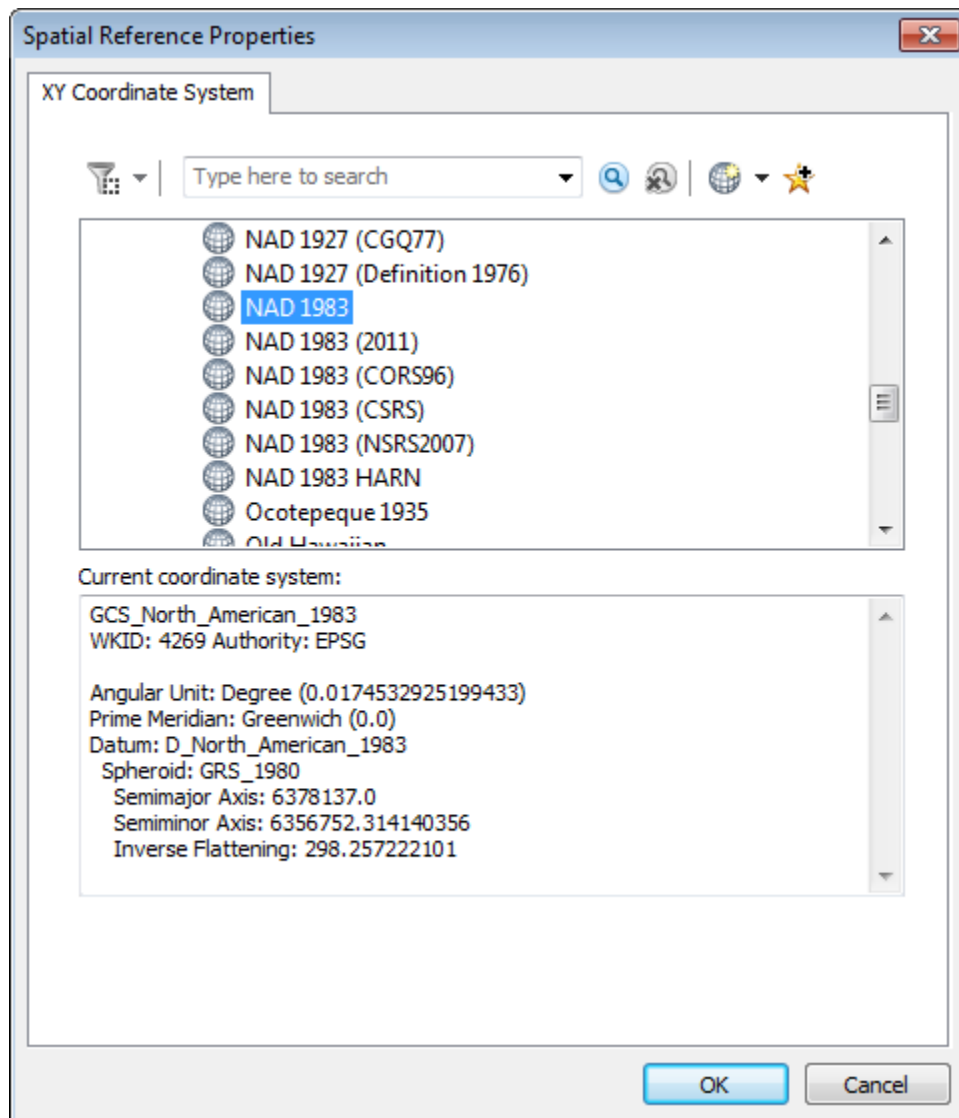 Spatial Reference Properties
XY Coordinate System
Type here to search
NAD 1927 (CGQ77)
NAD 1927 (Definition 1976)
NAD 1983
NAD 1983 (2011)
NAD 1983 (CORS96)
NAD 1983 (CSRS)
NAD 1983 (NSRS2007)
NAD 1983 HARN
Ocotepeque 1935
Old Hawaiian
Current coordinate system:
GCS_North_American_1983
WKID: 4269 Authority: EPSG
Angular Unit: Degree (0.0174532925199433)
Prime Meridian: Greenwich (0.0)
Datum: D_North_American_1983
Spheroid: GRS_1980
Semimajor Axis: 6378137.0
Semiminor Axis: 6356752.314140356
Inverse Flattening: 298.257222101
OK Cancel